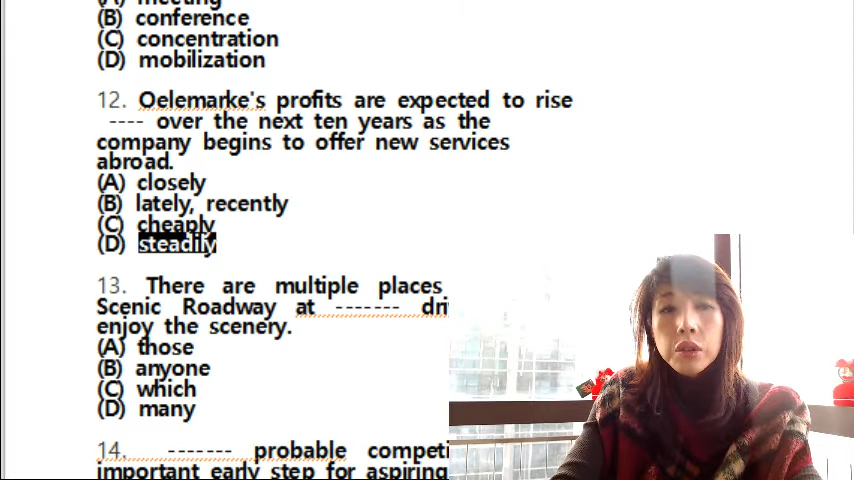 (A) meeting
(B) conference
(C) concentration
(D) mobilization
12. Oelemarke's profits are expected to rise
---- over the next ten years as the
company begins to offer new services
abroad.
(A) closely
(B) lately, recently
(C) cheaply
(D) steadily
13. There are multiple places
Scenic Roadway at -------
enjoy the scenery.
(A) those
(B) anyone
(C) which
(D) many
14. ------- probable
important early step for aspiring